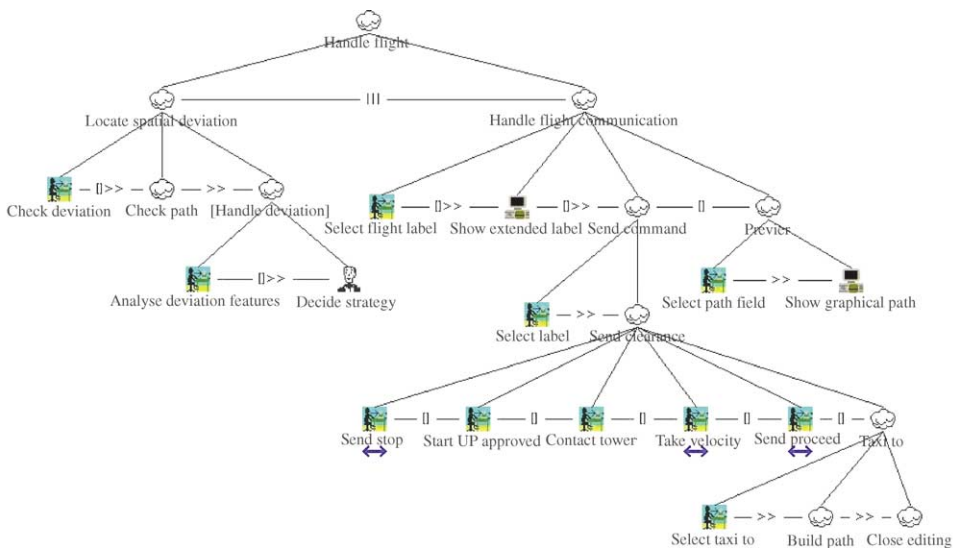 Handle flight
|||
Locate spatial deviation
Handle flight communication
[]>>
>>
Check deviation
Check path
[Handle deviation]
[]>>
[]>>
[]
Select flight label
Show extended label
Send command
Previer
[]>>
Analyse deviation features
Decide strategy
>>
Select path field
Show graphical path
>>
Select label
Send clearance
[]
[]
[]
[]
[]
Send stop
Start UP approved
Contact tower
Take velocity
Send proceed
Taxi to
>>
>>
Select taxi to
Build path
Close editing